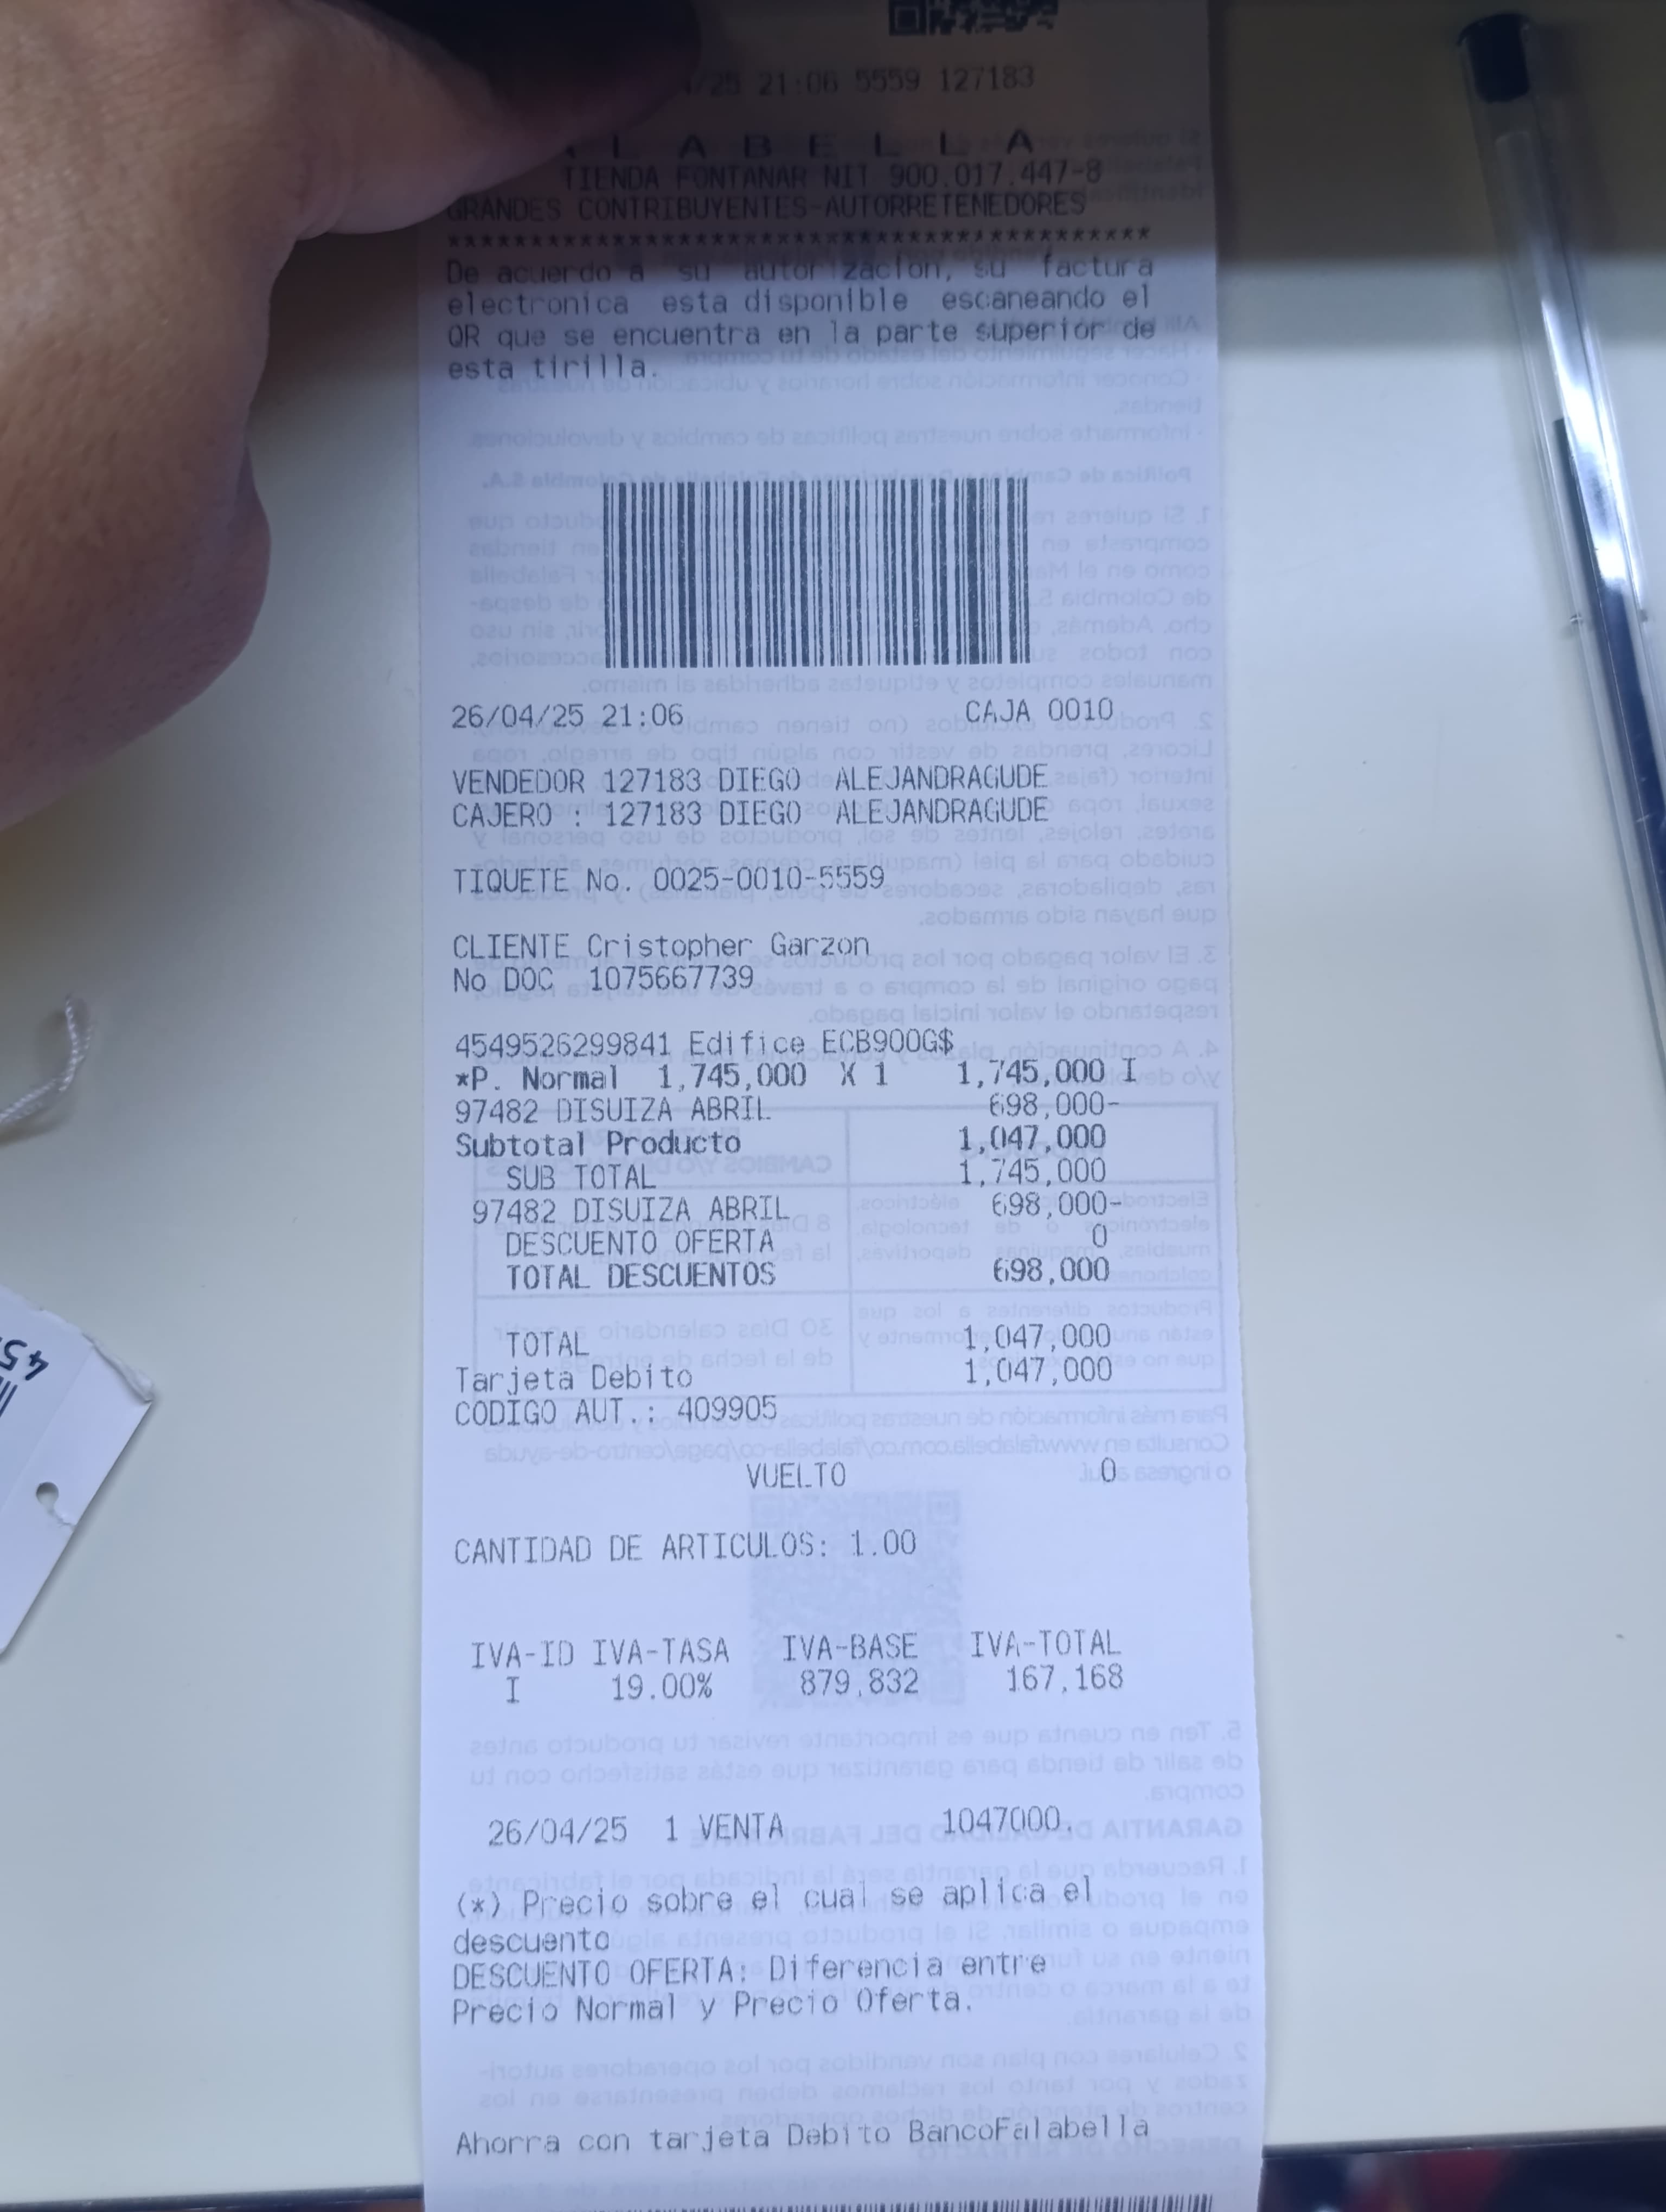 /25 21:06 5559 127183
L A B E L L A
TIENDA FONTANAR NIT 900.017.447-8
GRANDES CONTRIBUYENTES-AUTORRETENEDORES
****************************************************
De acuerdo a su autorizacion, su factura
electronica esta disponible escaneando el
QR que se encuentra en la parte superior de
esta tirilla.
26/04/25 21:06 CAJA 0010
VENDEDOR 127183 DIEGO ALEJANDRAGUDE
CAJERO : 127183 DIEGO ALEJANDRAGUDE
TIQUETE No. 0025-0010-5559
CLIENTE Cristopher Garzon
No DOC 1075667739
4549526299841 Edifice ECB900G$
*P. Normal 1,745,000 X 1 1,745,000 I
97482 DISUIZA ABRIL 698,000-
Subtotal Producto 1,047,000
SUB TOTAL 1,745,000
97482 DISUIZA ABRIL 698,000-
DESCUENTO OFERTA 0
TOTAL DESCUENTOS 698,000
TOTAL 1,047,000
Tarjeta Debito 1,047,000
CODIGO AUT.: 409905
VUELTO 0
CANTIDAD DE ARTICULOS: 1.00
IVA-ID IVA-TASA IVA-BASE IVA-TOTAL
I 19.00% 879,832 167,168
26/04/25 1 VENTA 1047000.
(*) Precio sobre el cual se aplica el
descuento
DESCUENTO OFERTA: Diferencia entre
Precio Normal y Precio Oferta.
Ahorra con tarjeta Debito BancoFalabella
45